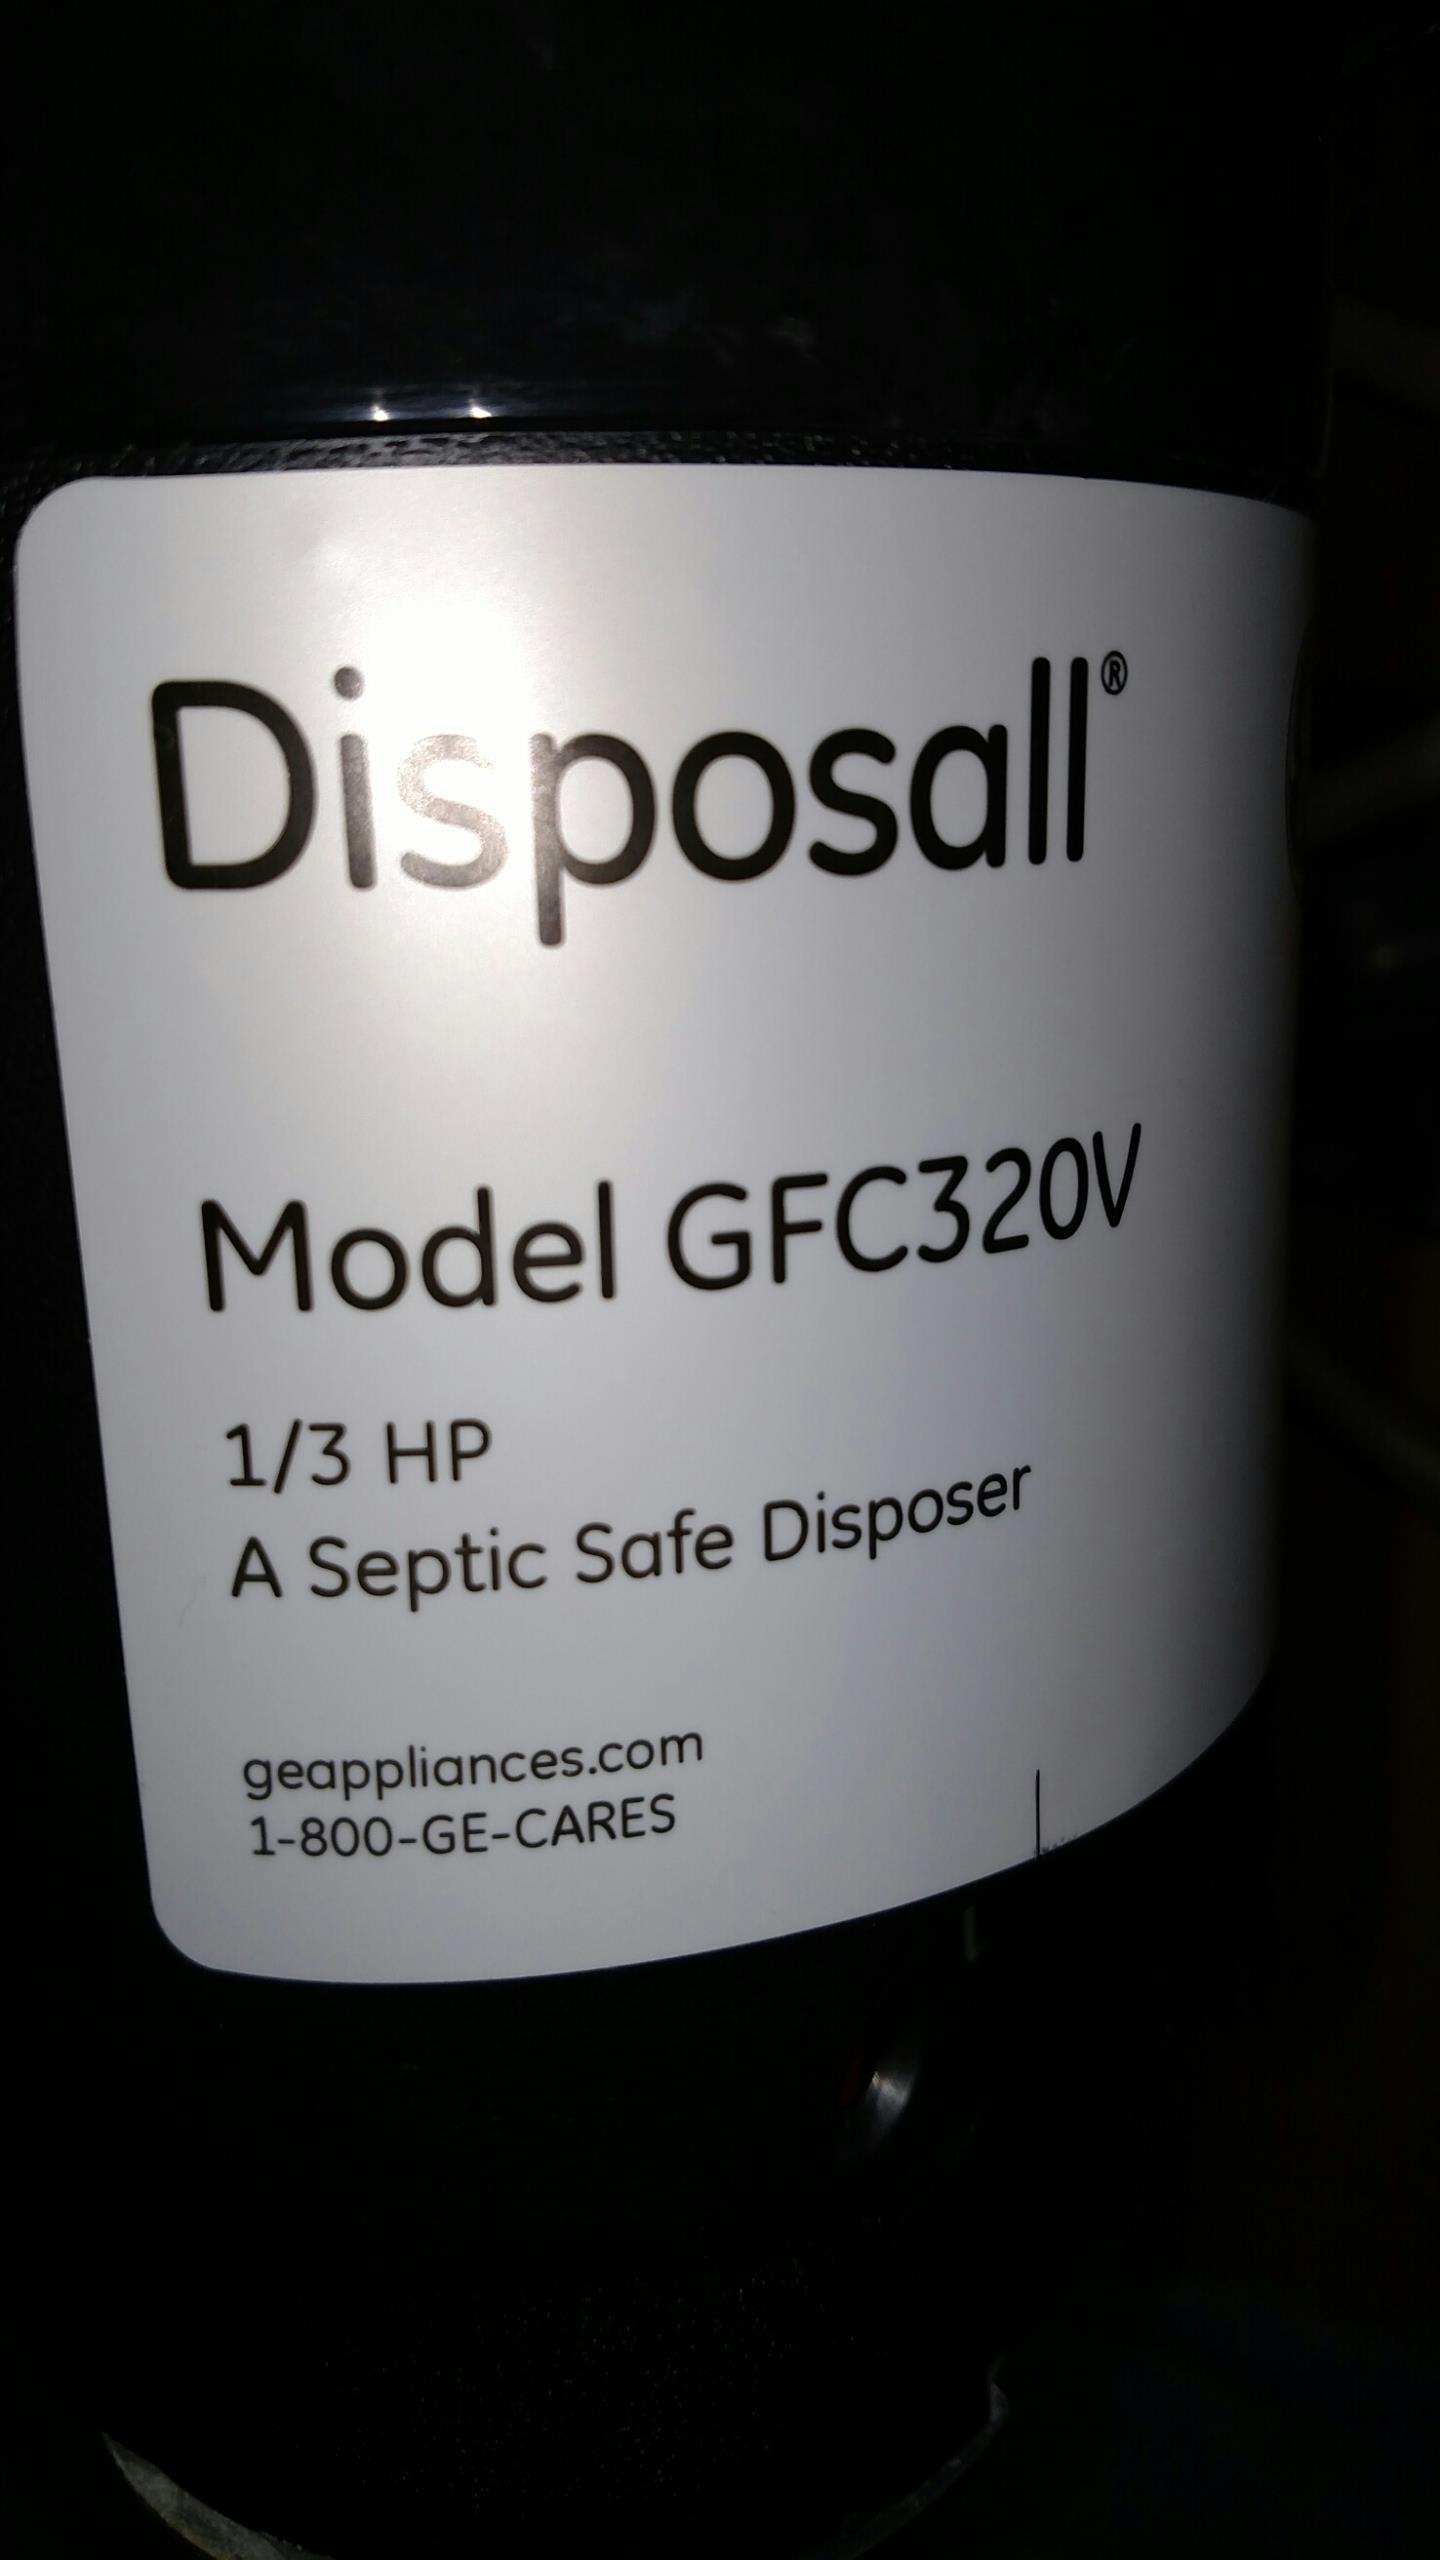 Disposall®
Model GFC320V
1/3 HP
A Septic Safe Disposer
geappliances.com
1-800-GE-CARES